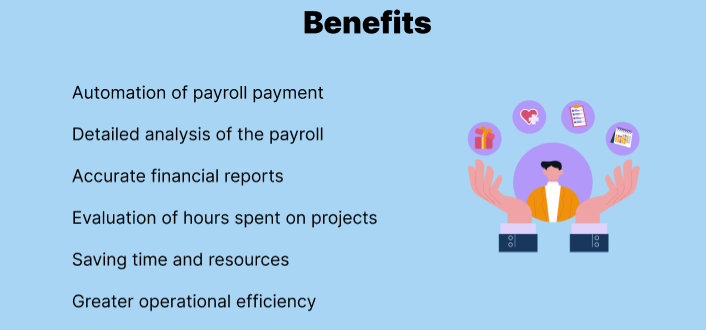 Benefits
Automation of payroll payment
Detailed analysis of the payroll
Accurate financial reports
Evaluation of hours spent on projects
Saving time and resources
Greater operational efficiency